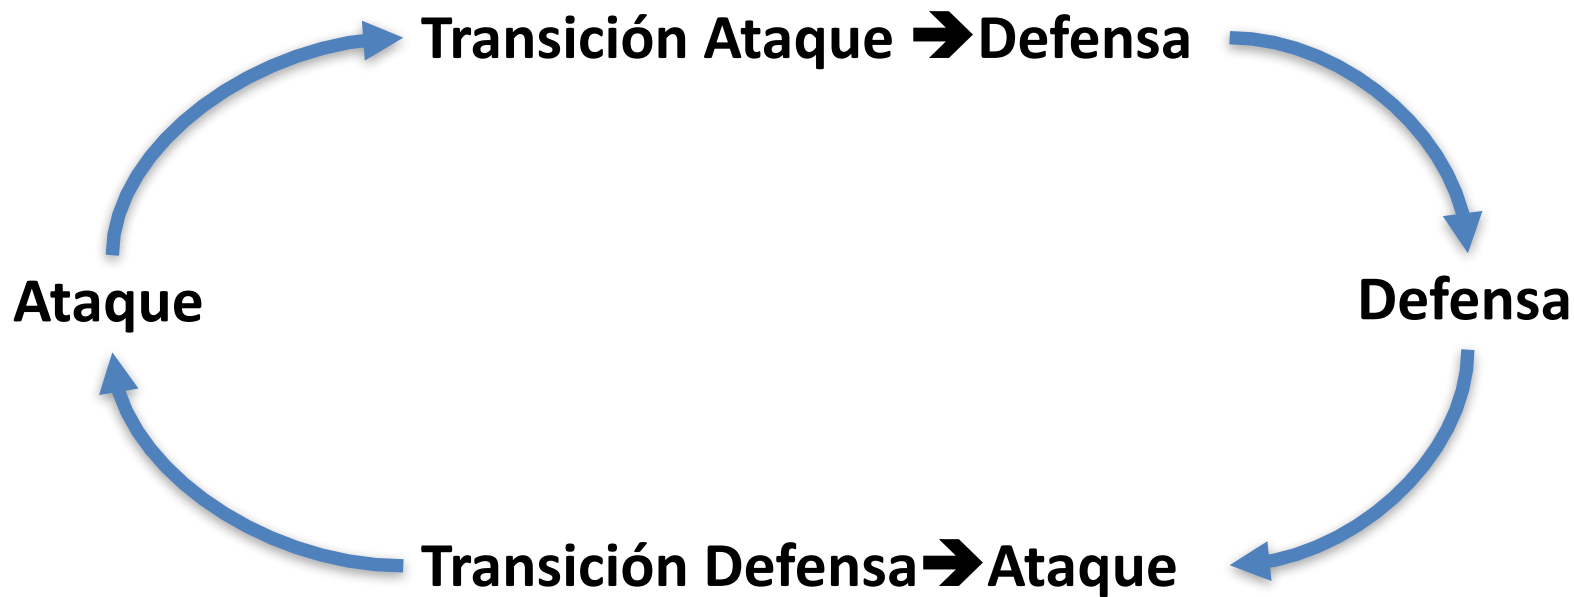 Transición Ataque ➔Defensa
Ataque
Defensa
Transición Defensa➔Ataque